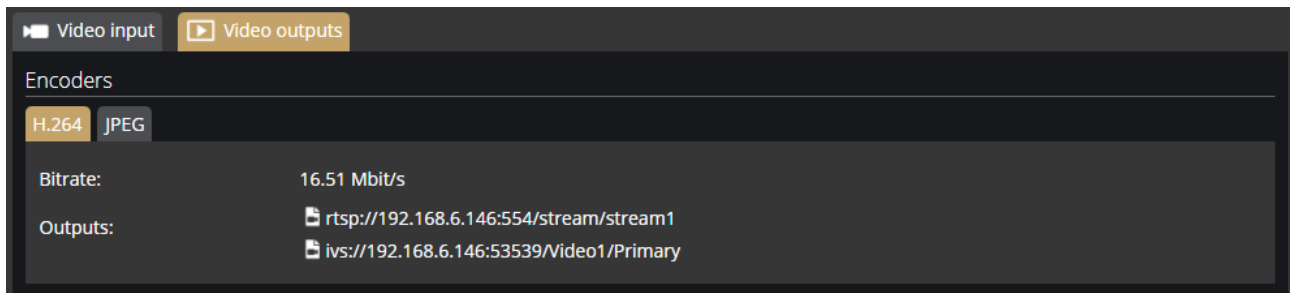 Video input Video outputs
Encoders
H.264 JPEG
Bitrate: 16.51 Mbit/s
Outputs: rtsp://192.168.6.146:554/stream/stream1
ivs://192.168.6.146:53539/Video1/Primary